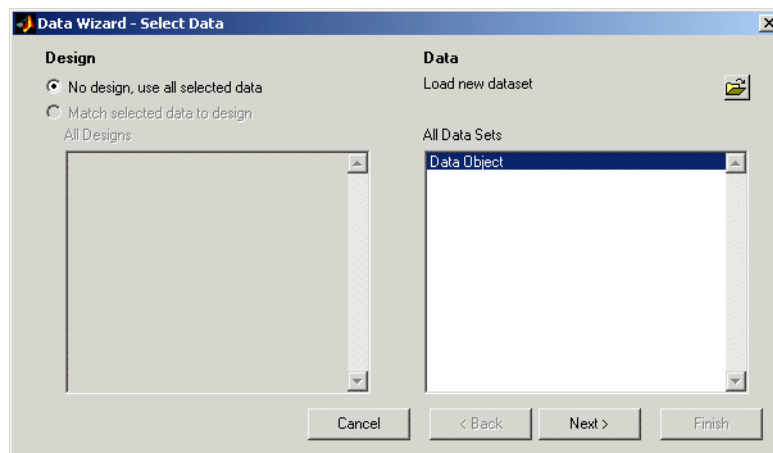 Data Wizard - Select Data
Design
No design, use all selected data
Match selected data to design
All Designs
Data
Load new dataset
All Data Sets
Data Object
Cancel
< Back
Next >
Finish